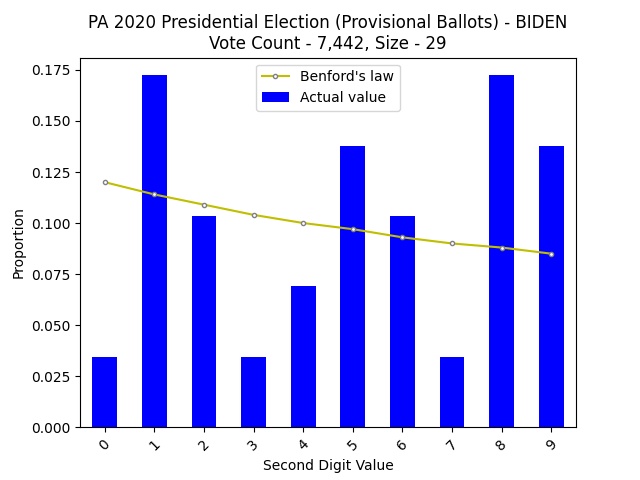 PA 2020 Presidential Election (Provisional Ballots) - BIDEN
Vote Count - 7,442, Size - 29
Benford's law
Actual value
0.175
0.150
0.125
0.100
0.075
0.050
0.025
0.000
Proportion
0 1 2 3 4 5 6 7 8 9
Second Digit Value